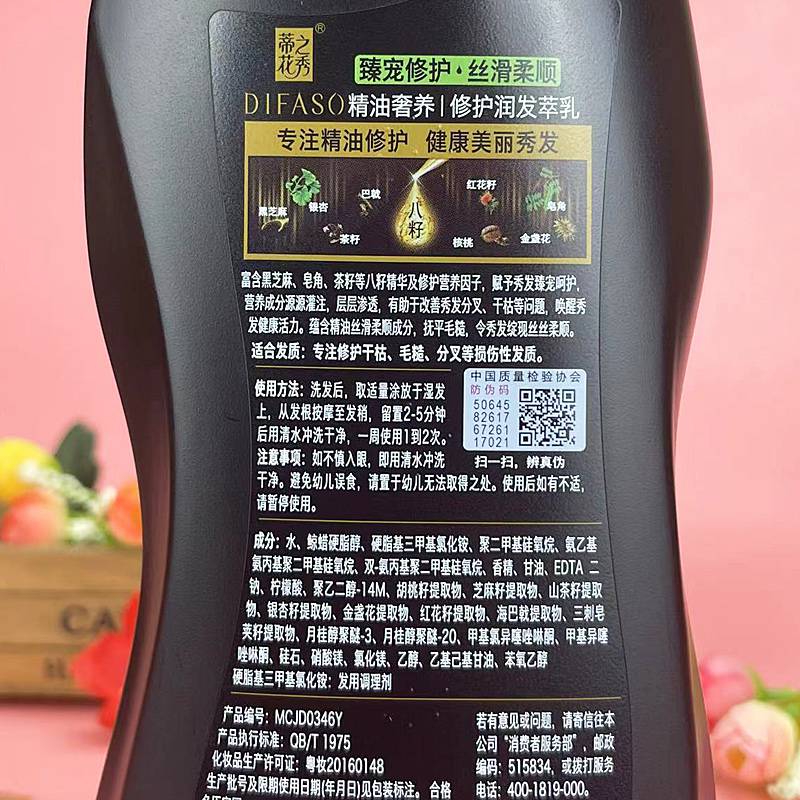 蒂之花秀®
臻宠修护·丝滑柔顺
DIFASO精油奢养|修护润发萃乳
专注精油修护 健康美丽秀发
黑芝麻
银杏
巴戟
茶籽
八籽
红花籽
核桃
皂角
金盏花
富含黑芝麻、皂角、茶籽等八籽精华及修护营养因子,赋予秀发臻宠呵护,
营养成分源源灌注,层层渗透,有助于改善秀发分叉、干枯等问题,唤醒秀
发健康活力。蕴含精油丝滑柔顺成分,抚平毛糙,令秀发绽现丝丝柔顺。
适合发质:专注修护干枯、毛糙、分叉等损伤性发质。
使用方法:洗发后,取适量涂放于湿发
上,从发根按摩至发梢,留置2-5分钟
后用清水冲洗干净,一周使用1到2次。
注意事项:如不慎入眼,即用清水冲洗
干净。避免幼儿误食,请置于幼儿无法取得之处。使用后如有不适,
请暂停使用。
中国质量检验协会
防伪码
50645
82617
67261
17021
扫一扫,辨真伪
成分:水、鲸蜡硬脂醇、硬脂基三甲基氯化铵、聚二甲基硅氧烷、氨乙基
氨丙基聚二甲基硅氧烷、双-氨丙基聚二甲基硅氧烷、香精、甘油、EDTA 二
钠、柠檬酸、聚乙二醇-14M、胡桃籽提取物、芝麻籽提取物、山茶籽提取
物、银杏籽提取物、金盏花提取物、红花籽提取物、海巴戟提取物、三刺皂
荚籽提取物、月桂醇聚醚-3、月桂醇聚醚-20、甲基氯异噻唑啉酮、甲基异噻
唑啉酮、硅石、硝酸镁、氯化镁、乙醇、乙基己基甘油、苯氧乙醇
硬脂基三甲基氯化铵:发用调理剂
产品编号:MCJD0346Y
产品执行标准:QB/T 1975
化妆品生产许可证:粤妆20160148
生产批号及限期使用日期(年月日)见包装标注。合格
若有意见或问题,请寄信往本
公司“消费者服务部”,邮政
编码:515834,或拨打服务
电话:400-1819-000。